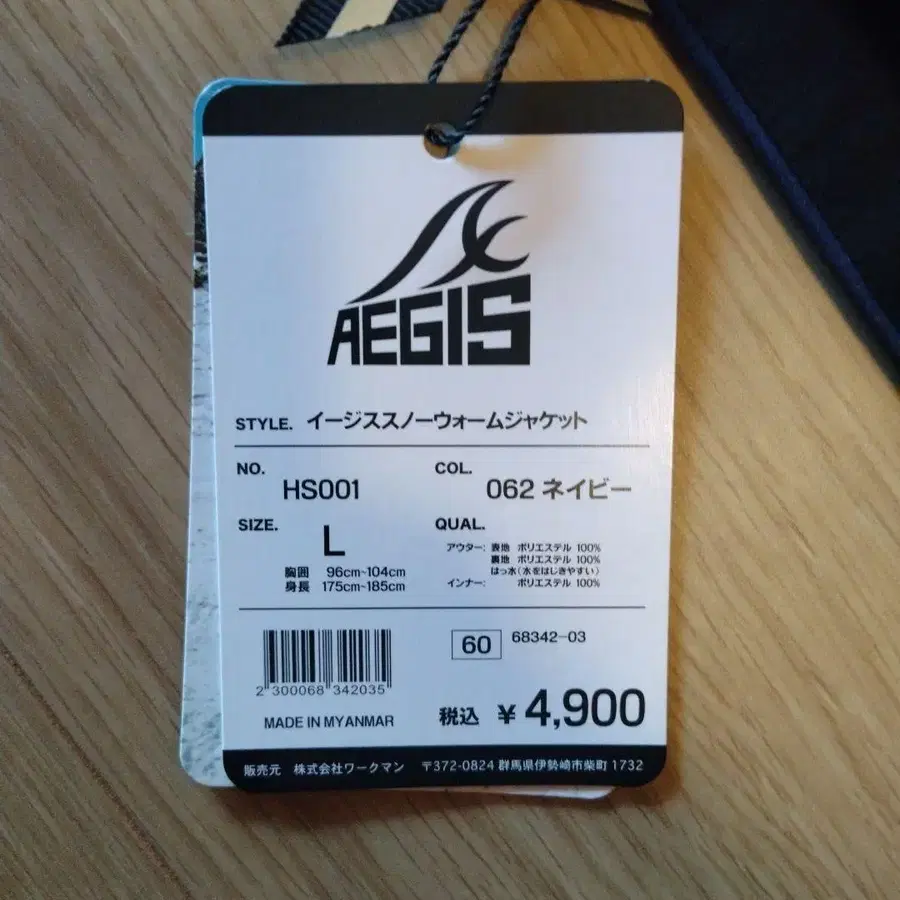 AEGIS
STYLE. イージススノーウォームジャケット
NO. HS001
COL. 062 ネイビー
SIZE. L
胸囲 96cm~104cm
身長 175cm~185cm
QUAL.
アウター: 表地 ポリエステル 100%
裏地 ポリエステル 100%
はっ水(水をはじきやすい)
インナー: ポリエステル 100%
60 68342-03
2 300068 342035
MADE IN MYANMAR
税込 ¥4,900
販売元 株式会社ワークマン 〒372-0824 群馬県伊勢崎市柴町1732